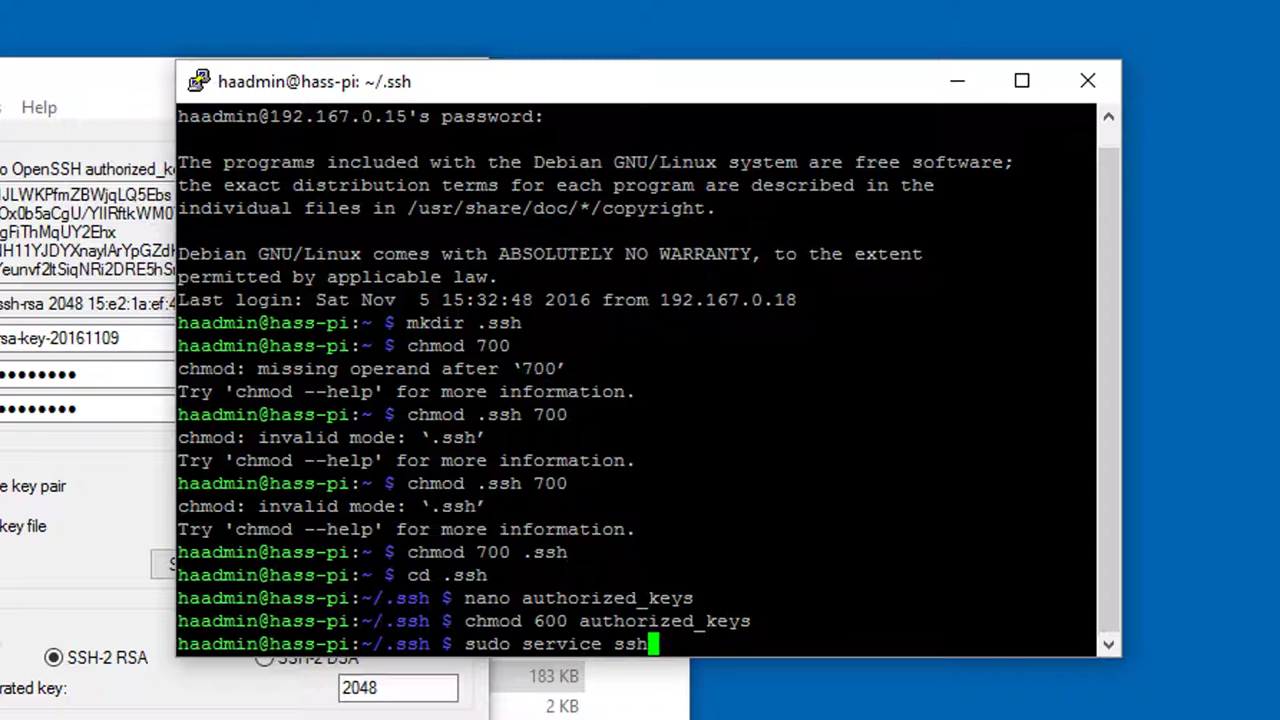 haadmin@hass-pi: ~/.ssh
Help
haadmin@192.167.0.15's password:
The programs included with the Debian GNU/Linux system are free software;
the exact distribution terms for each program are described in the
individual files in /usr/share/doc/*/copyright.
Debian GNU/Linux comes with ABSOLUTELY NO WARRANTY, to the extent
permitted by applicable law.
Last login: Sat Nov  5 15:32:48 2016 from 192.167.0.18
haadmin@hass-pi:~ $ mkdir .ssh
haadmin@hass-pi:~ $ chmod 700
chmod: missing operand after ‘700’
Try 'chmod --help' for more information.
haadmin@hass-pi:~ $ chmod .ssh 700
chmod: invalid mode: ‘.ssh’
Try 'chmod --help' for more information.
haadmin@hass-pi:~ $ chmod .ssh 700
chmod: invalid mode: ‘.ssh’
Try 'chmod --help' for more information.
haadmin@hass-pi:~ $ chmod 700 .ssh
haadmin@hass-pi:~ $ cd .ssh
haadmin@hass-pi:~/.ssh $ nano authorized_keys
haadmin@hass-pi:~/.ssh $ chmod 600 authorized_keys
haadmin@hass-pi:~/.ssh $ sudo service ssh
o OpenSSH authorized_ke
JLWKPfmZBWjqLQ5Ebs
Ox0b5aCgU/YIIRftkWM0
gFiThMqUY2Ehx
ssh-rsa 2048 15:e2:1a:ef:4
rsa-key-20161109
e key pair
key file
SSH-2 RSA
SSH-2 DSA
rated key:
2048
183 KB
2 KB